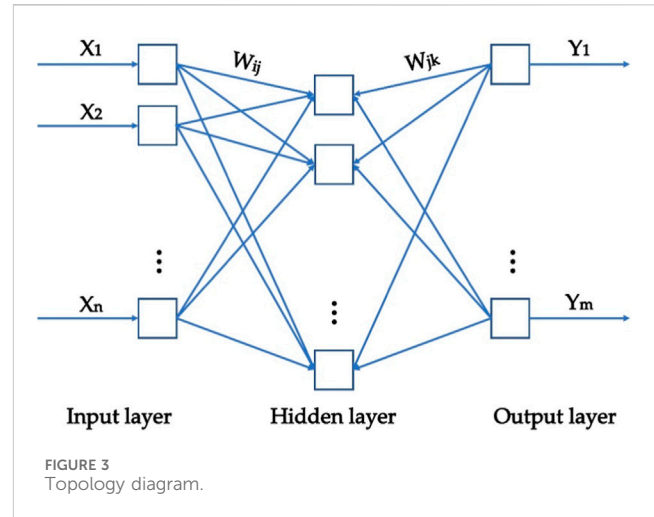 X1 Wij Wjk Y1
X2
⋮ ⋮
⋮
Xn Ym
Input layer Hidden layer Output layer
FIGURE 3
Topology diagram.